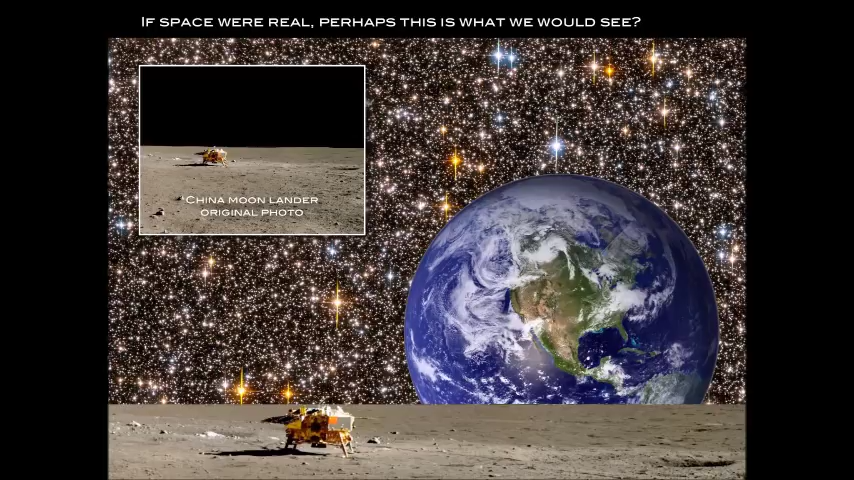 If space were real, perhaps this is what we would see?
*China moon lander
original photo